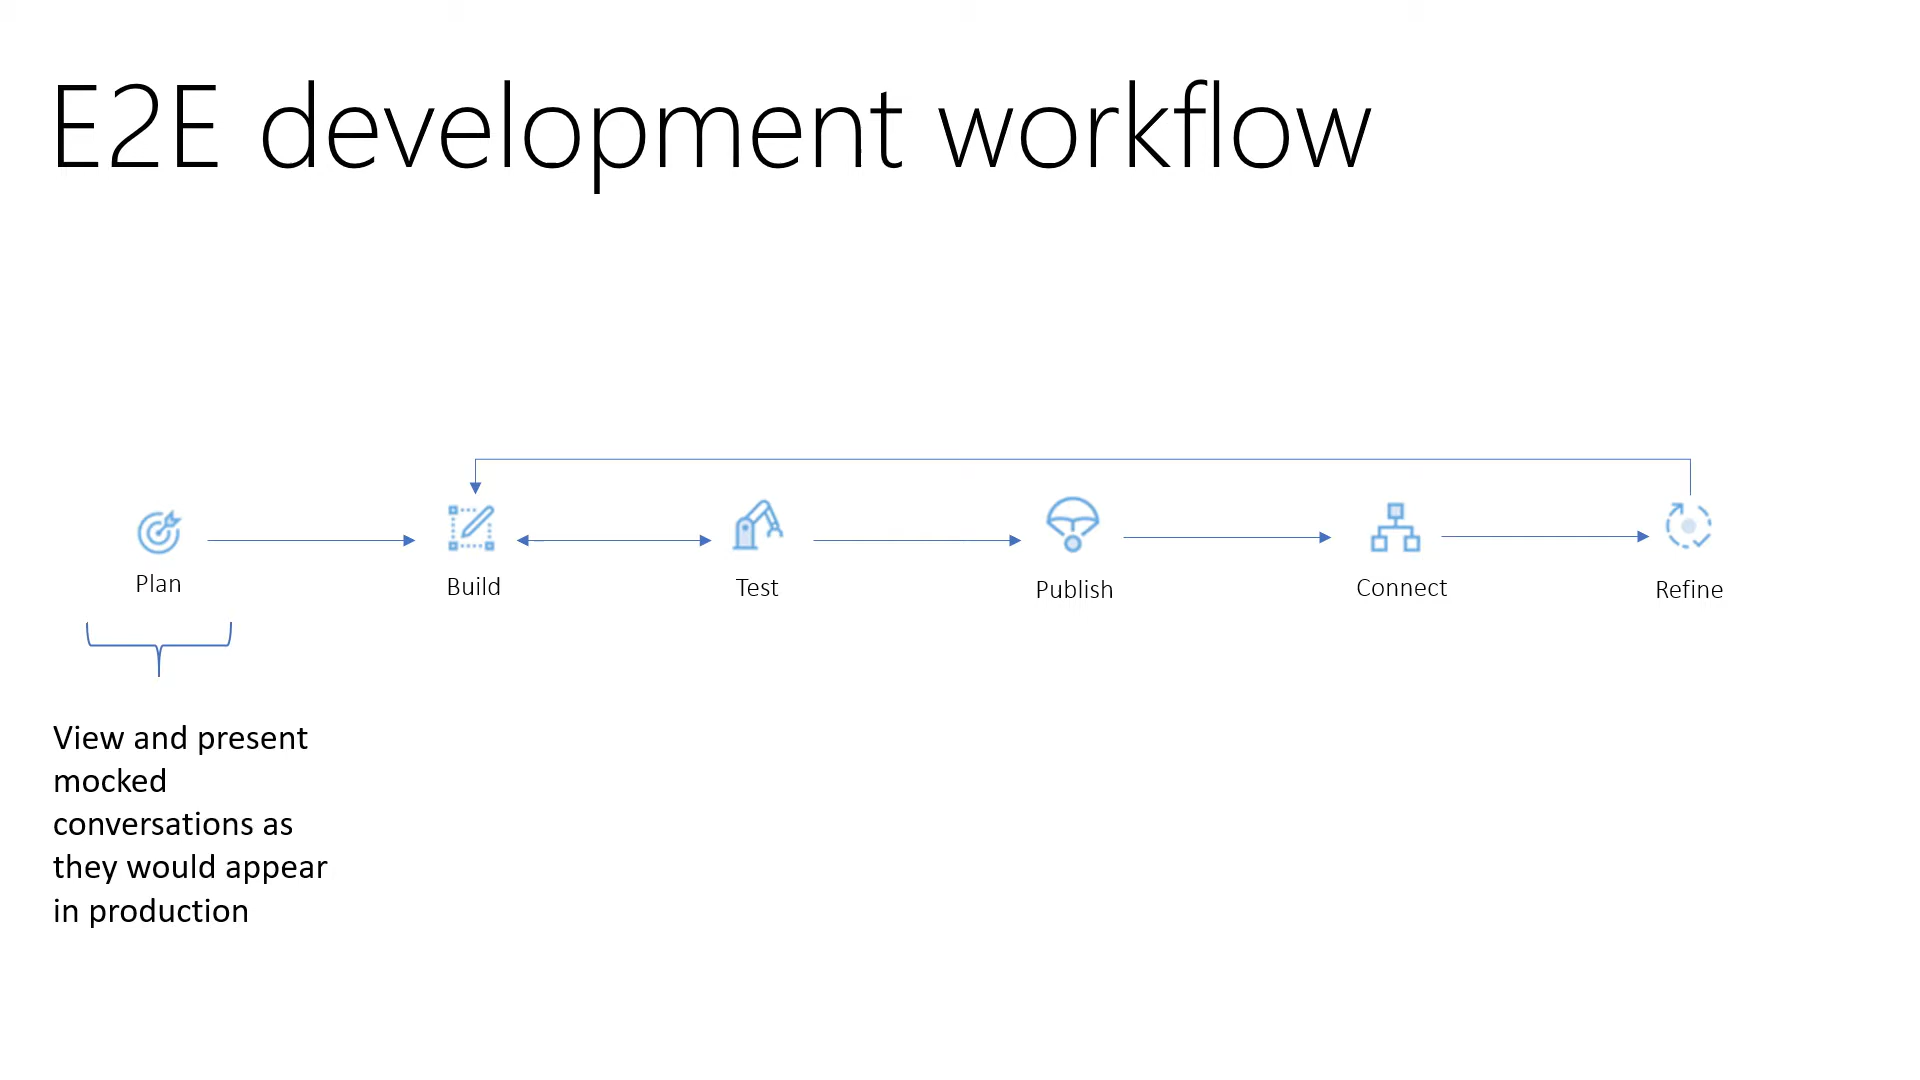 E2E development workflow
Plan
Build
Test
Publish
Connect
Refine
View and present
mocked
conversations as
they would appear
in production